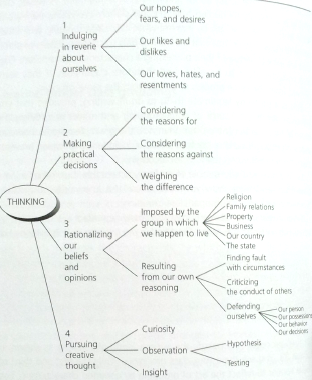 THINKING
1
Indulging
in reverie
about
ourselves
Our hopes,
fears, and desires
Our likes and
dislikes
Our loves, hates, and
resentments
2
Making
practical
decisions
Considering
the reasons for
Considering
the reasons against
Weighing
the difference
3
Rationalizing
our
beliefs
and
opinions
Imposed by the
group in which
we happen to live
Religion
Family relations
Property
Business
Our country
The state
Resulting
from our own
reasoning
Finding fault
with circumstances
Criticizing
the conduct of others
Defending
ourselves
Our person
Our possessions
Our behavior
Our decisions
4
Pursuing
creative
thought
Curiosity
Observation
Hypothesis
Testing
Insight